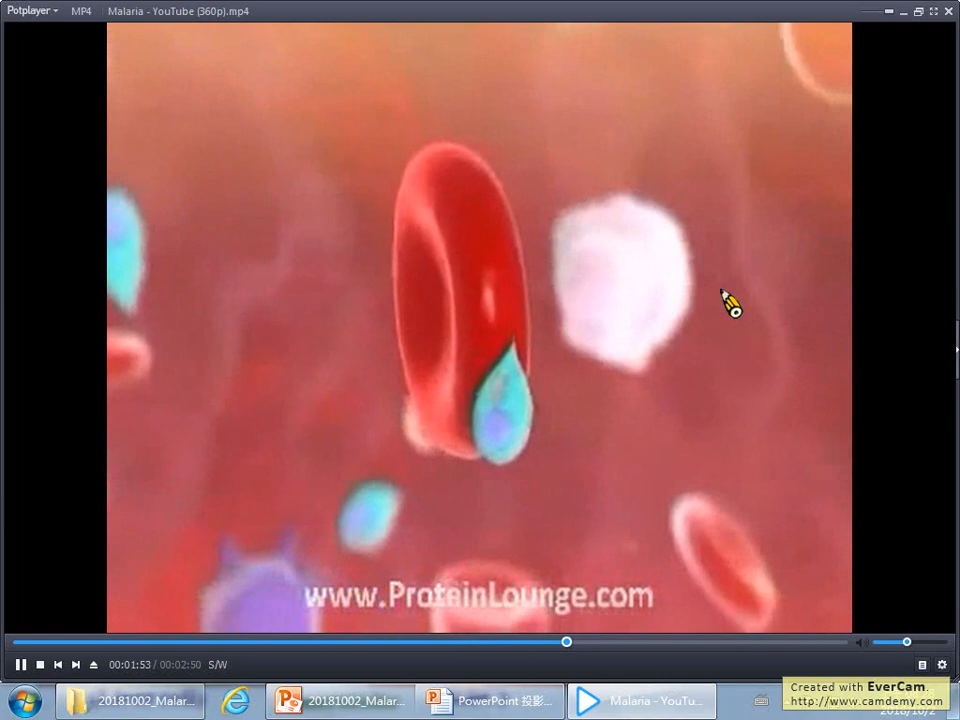 Potplayer MP4 Malaria - YouTube (360p).mp4
www.ProteinLounge.com
00:01:53 / 00:02:50 S/W
20181002_Malar... 20181002_Malar... PowerPoint 投影... Malaria - YouTu...
Created with EverCam.
http://www.camdemy.com